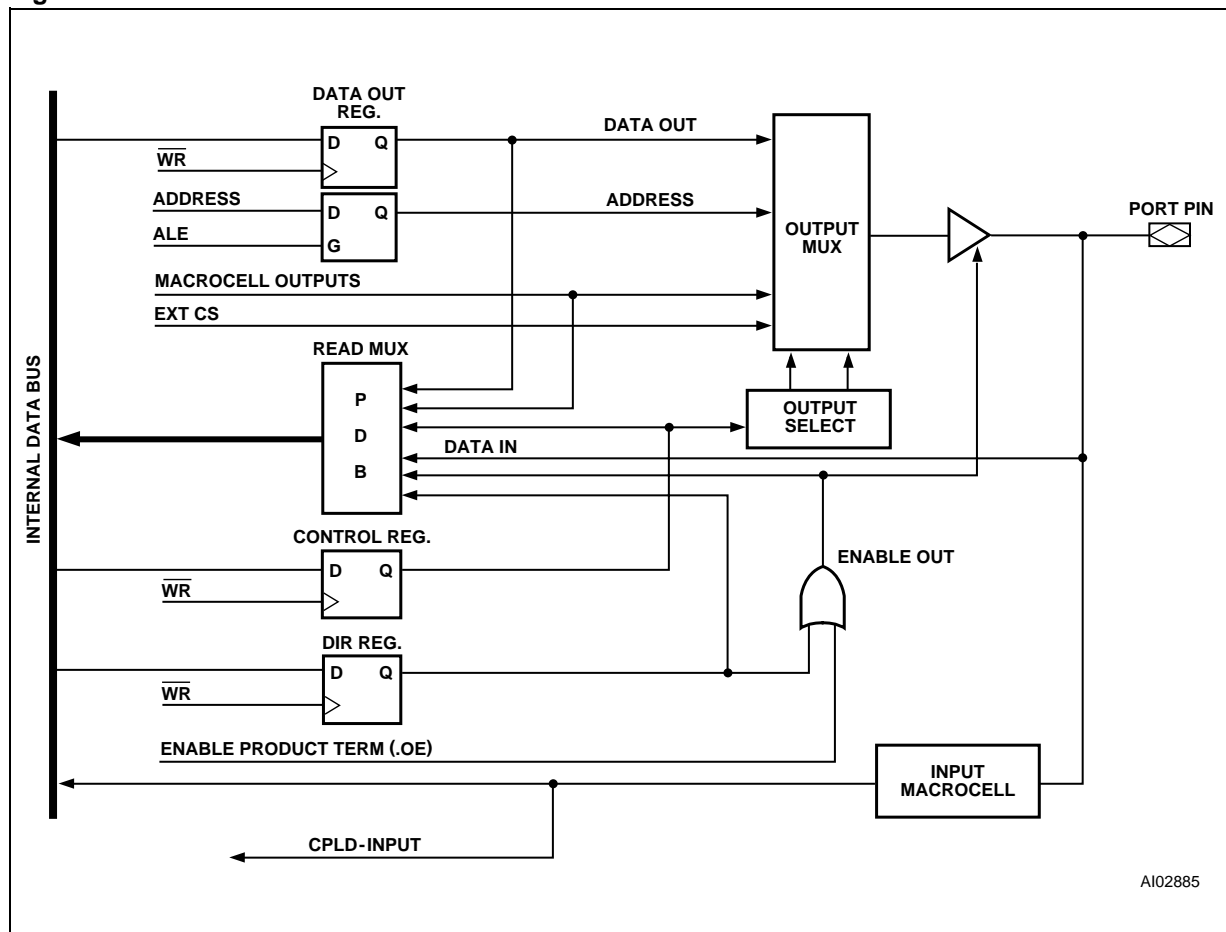 DATA OUT
REG.
DATA OUT
D Q
WR
ADDRESS
D Q
ADDRESS
ALE
G
OUTPUT
MUX
PORT PIN
MACROCELL OUTPUTS
EXT CS
READ MUX
P
D
B
OUTPUT
SELECT
DATA IN
INTERNAL DATA BUS
CONTROL REG.
D Q
WR
ENABLE OUT
DIR REG.
D Q
WR
ENABLE PRODUCT TERM (.OE)
INPUT
MACROCELL
CPLD-INPUT
AI02885